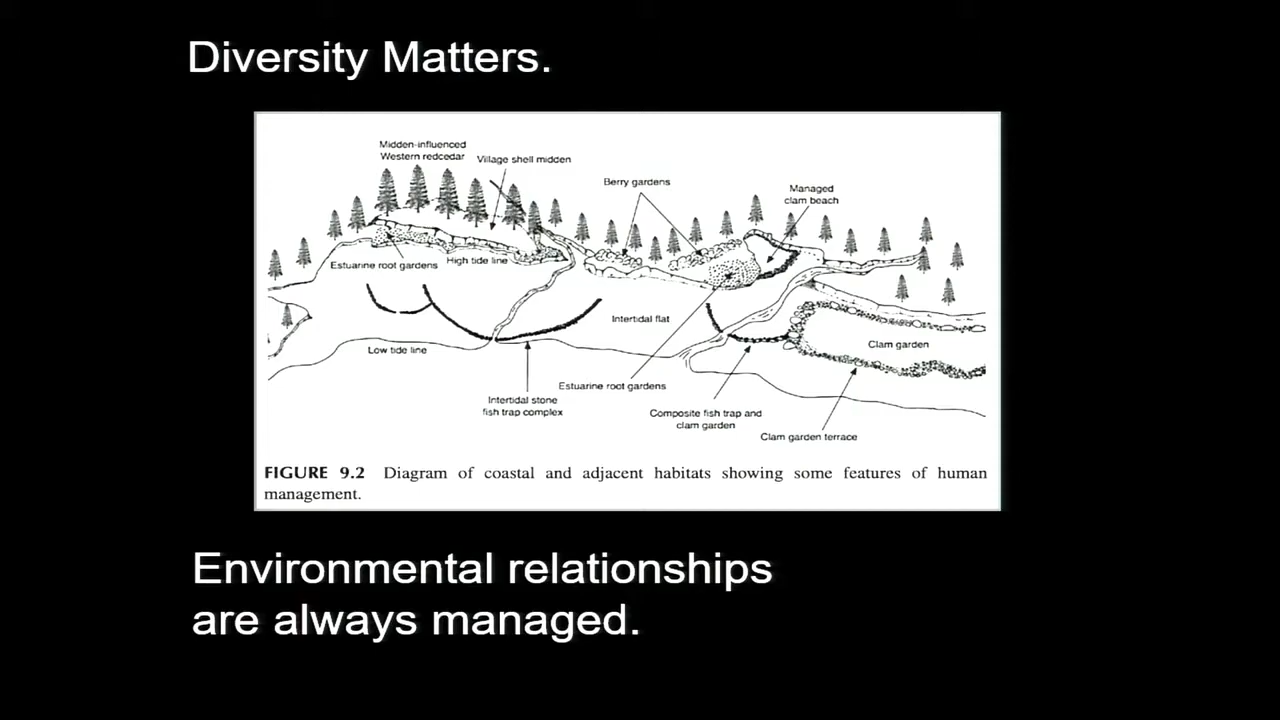 Diversity Matters.
Midden-influenced
Western redcedar
Village shell midden
Berry gardens
Managed
clam beach
Estuarine root gardens
High tide line
Intertidal flat
Low tide line
Clam garden
Estuarine root gardens
Intertidal stone
fish trap complex
Composite fish trap and
clam garden
Clam garden terrace
FIGURE 9.2 Diagram of coastal and adjacent habitats showing some features of human
management.
Environmental relationships
are always managed.